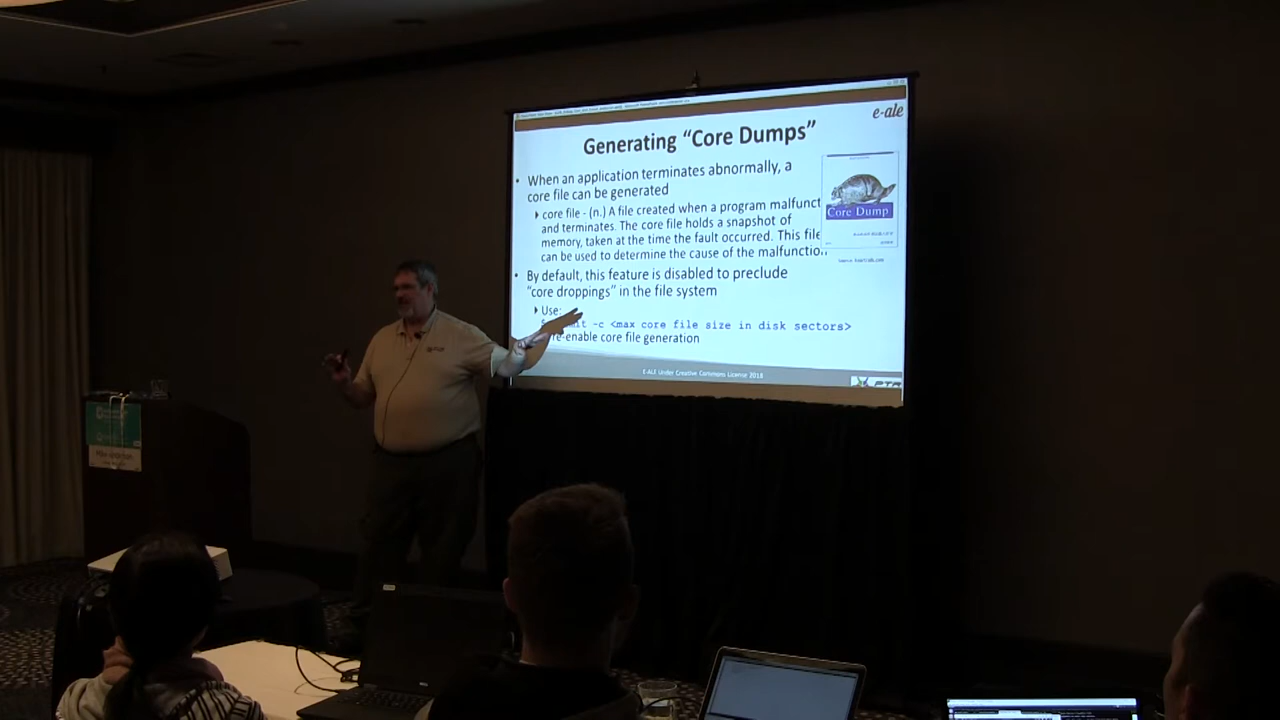 e-ale
Generating “Core Dumps”
• When an application terminates abnormally, a
core file can be generated
core file - (n.) A file created when a program malfunct
and terminates. The core file holds a snapshot of
memory, taken at the time the fault occurred. This file
can be used to determine the cause of the malfunction
Core Dump
• By default, this feature is disabled to preclude
“core droppings” in the file system
Use:
-c <max core file size in disk sectors>
re-enable core file generation
E-ALE Under Creative Commons License 2018
PTR